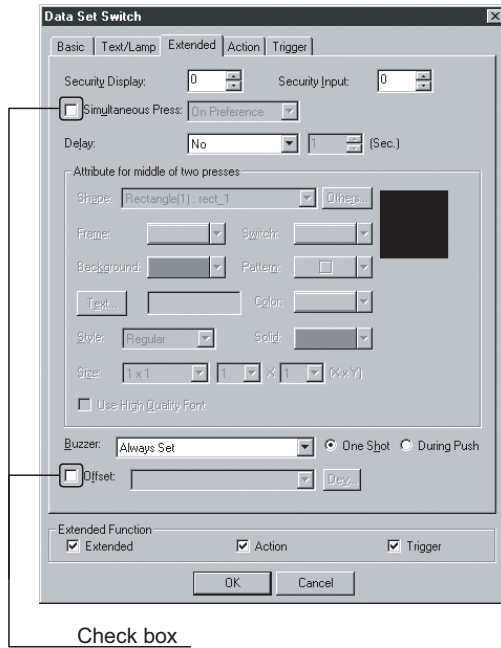 Data Set Switch
Basic Text/Lamp Extended Action Trigger
Security Display: 0 Security Input: 0
Simultaneous Press: On Preference
Delay: No 1 (Sec.)
Attribute for middle of two presses
Shape: Rectangle(1) : rect_1 Others...
Frame: Switch:
Background: Pattern:
Text... Color:
Style: Regular Solid:
Size: 1 x 1 1 X 1 (X x Y)
Use High Quality Font
Buzzer: Always Set One Shot During Push
Offset: Dev...
Extended Function
Extended Action Trigger
OK Cancel
Check box